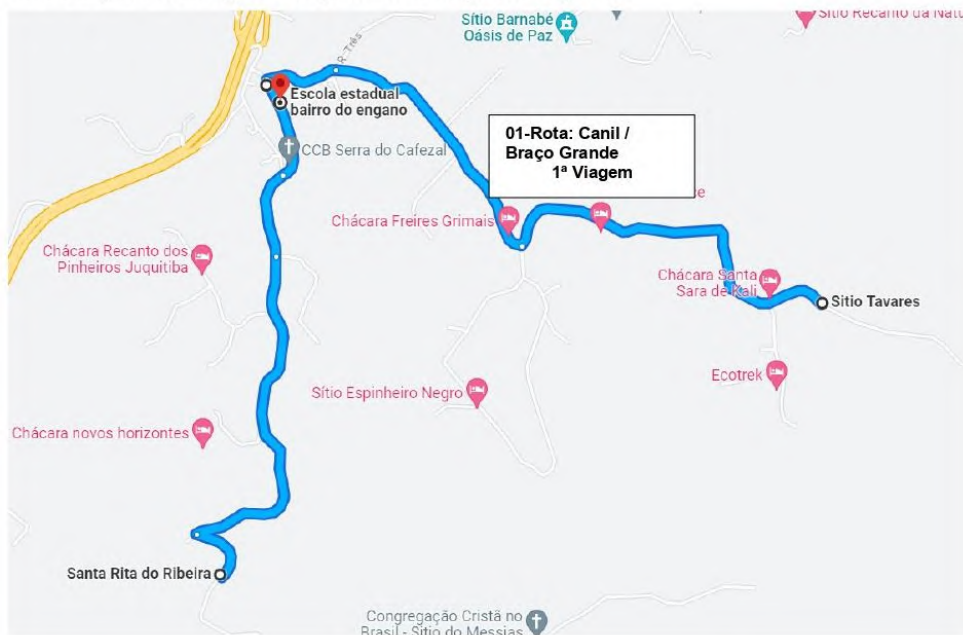 Sítio Recanto da Natu
Sítio Barnabé
Oásis de Paz
R. Três
Escola estadual
bairro do engano
CCB Serra do Cafezal
01-Rota: Canil /
Braço Grande
1ª Viagem
ce
Chácara Freires Grimais
Chácara Recanto dos
Pinheiros Juquitiba
Chácara Santa
Sara de Kali
Sitio Tavares
Ecotrek
Sítio Espinheiro Negro
Chácara novos horizontes
Santa Rita do Ribeira
Congregação Cristã no
Brasil - Sitio do Messias